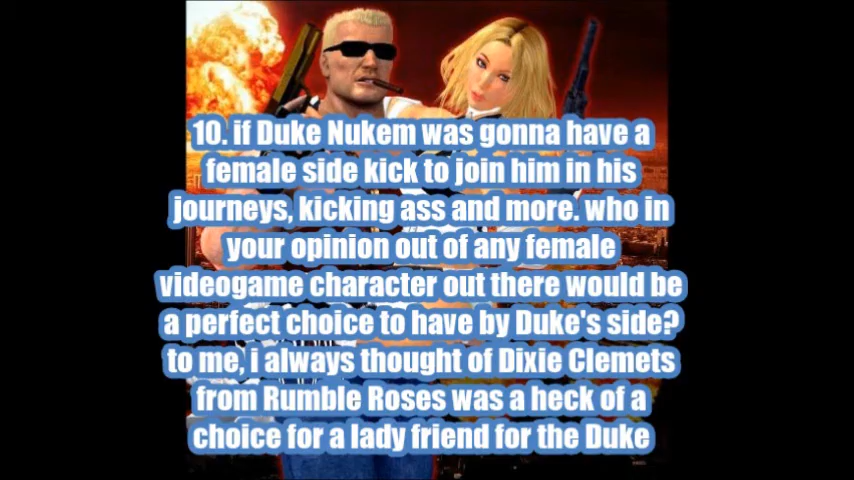 10. if Duke Nukem was gonna have a
female side kick to join him in his
journeys, kicking ass and more. who in
your opinion out of any female
videogame character out there would be
a perfect choice to have by Duke's side?
to me, i always thought of Dixie Clemets
from Rumble Roses was a heck of a
choice for a lady friend for the Duke